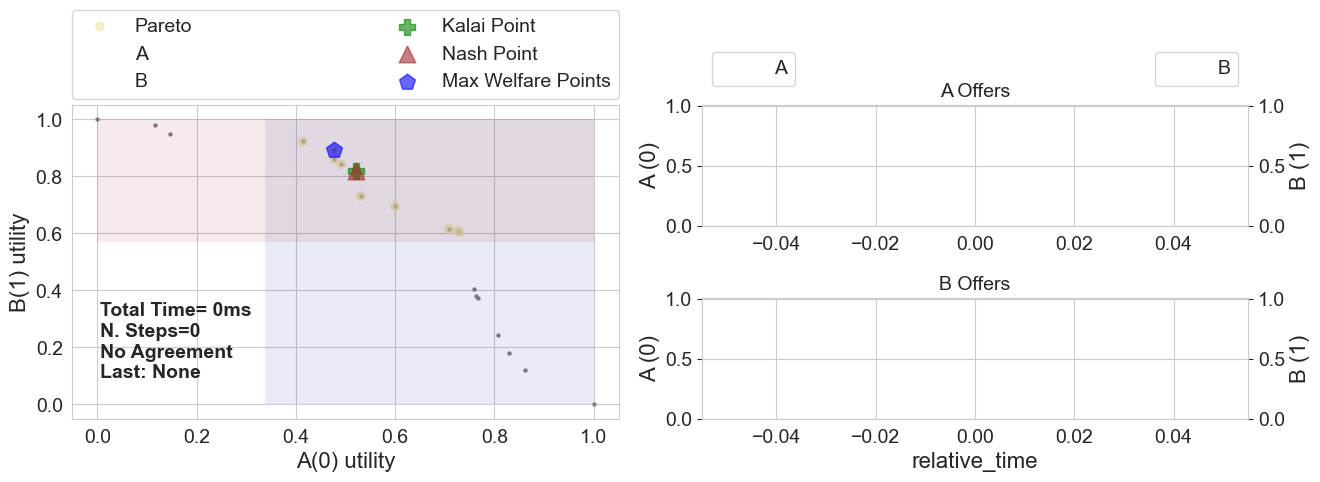 Pareto
A
B
Kalai Point
Nash Point
Max Welfare Points
1.0
0.8
0.6
0.4
0.2
0.0
B(1) utility
Total Time= 0ms
N. Steps=0
No Agreement
Last: None
0.0 0.2 0.4 0.6 0.8 1.0
A(0) utility
A
B
A Offers
1.0
0.5
0.0
A (0)
1.0
0.5
0.0
B (1)
−0.04 −0.02 0.00 0.02 0.04
B Offers
1.0
0.5
0.0
A (0)
1.0
0.5
0.0
B (1)
−0.04 −0.02 0.00 0.02 0.04
relative_time